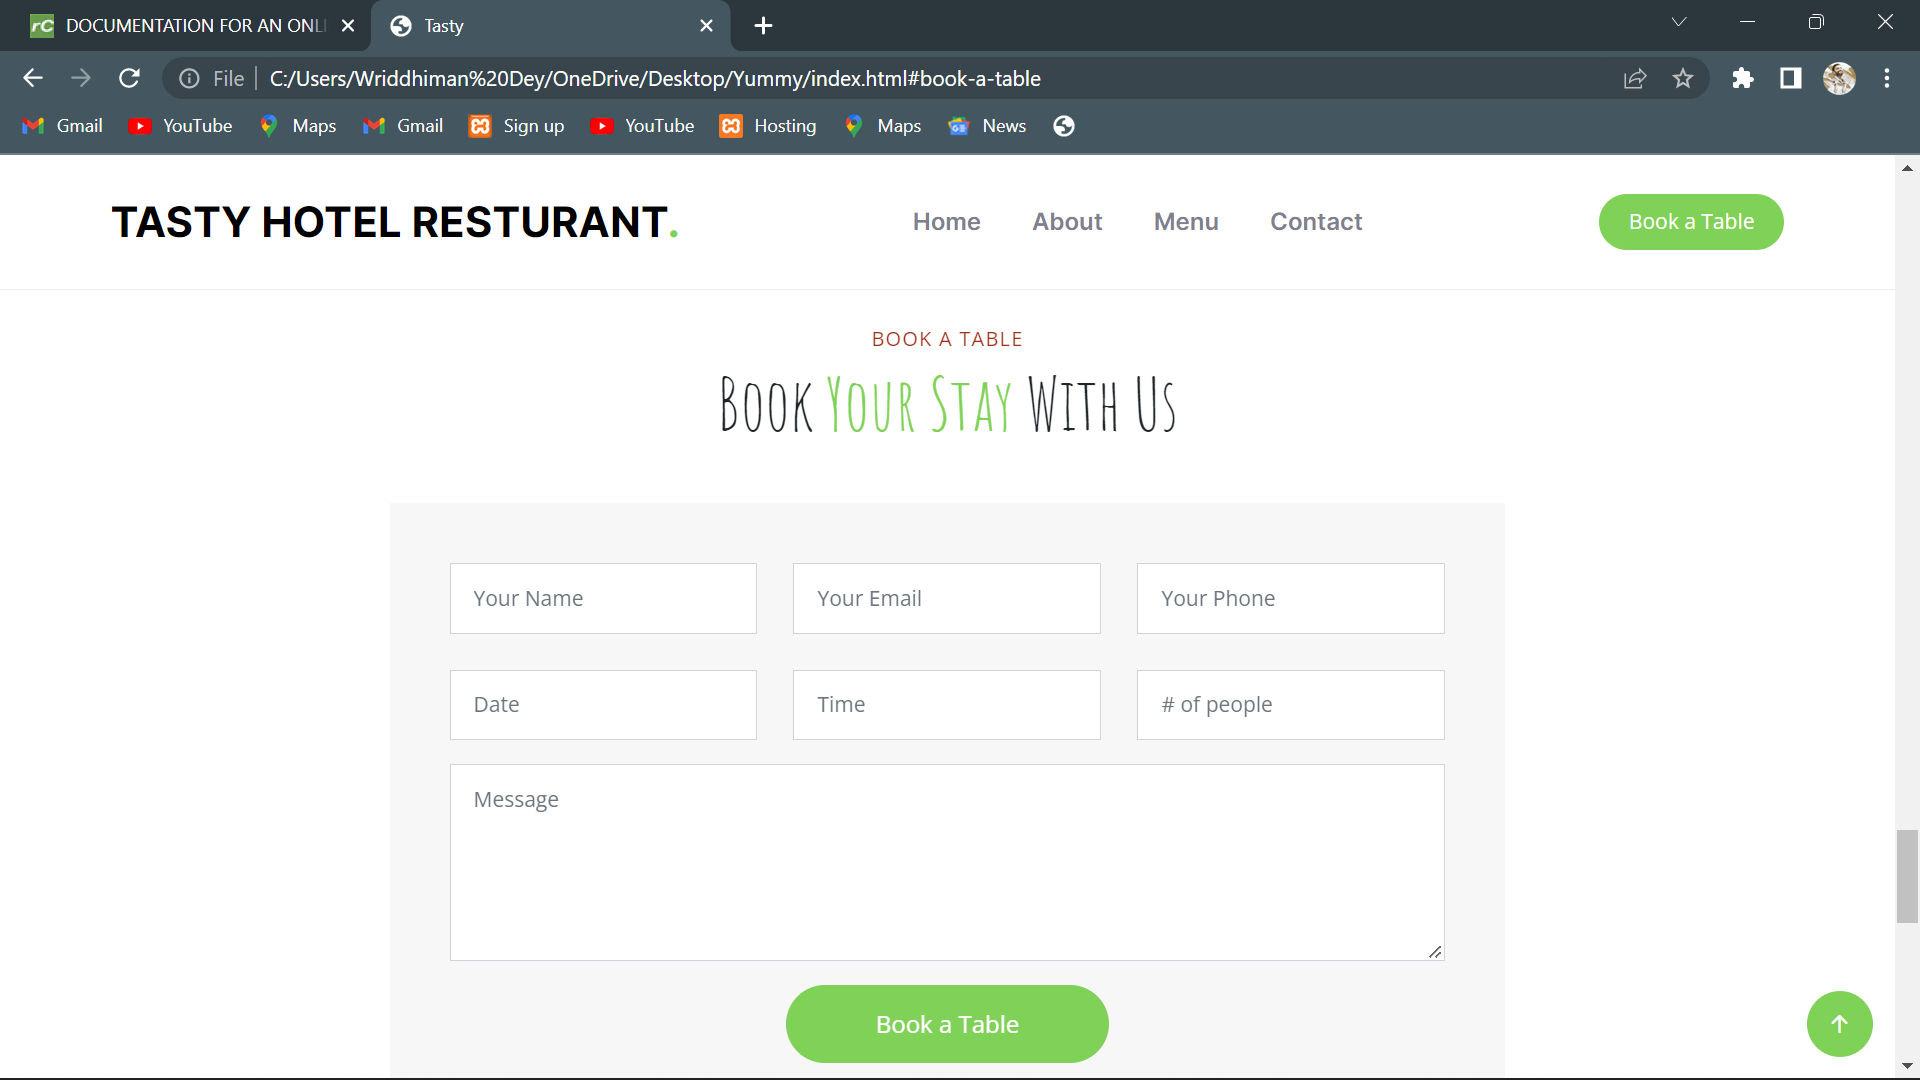 DOCUMENTATION FOR AN ONLI
Tasty
File C:/Users/Wriddhiman%20Dey/OneDrive/Desktop/Yummy/index.html#book-a-table
Gmail YouTube Maps Gmail Sign up YouTube Hosting Maps News
TASTY HOTEL RESTURANT. Home About Menu Contact Book a Table
BOOK A TABLE
Book Your Stay With Us
Your Name Your Email Your Phone
Date Time # of people
Message
Book a Table